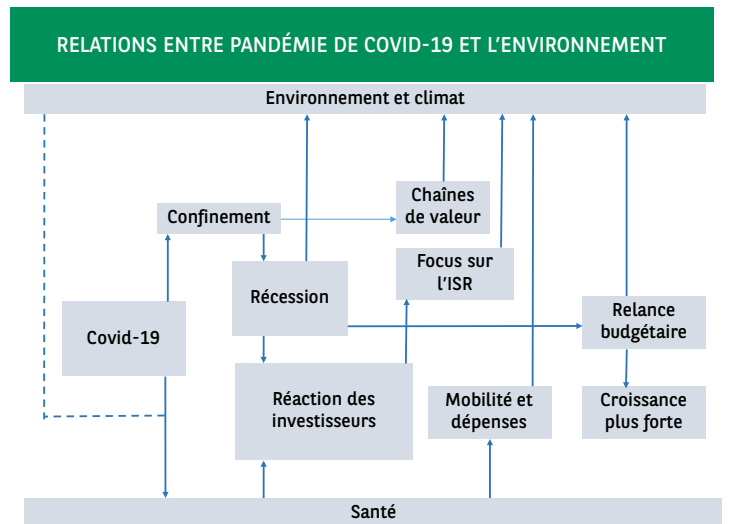 RELATIONS ENTRE PANDÉMIE DE COVID-19 ET L'ENVIRONNEMENT
Environnement et climat
Chaînes
de valeur
Confinement
Focus sur
l'ISR
Récession
Relance
budgétaire
Covid-19
Réaction des
investisseurs
Mobilité et
dépenses
Croissance
plus forte
Santé